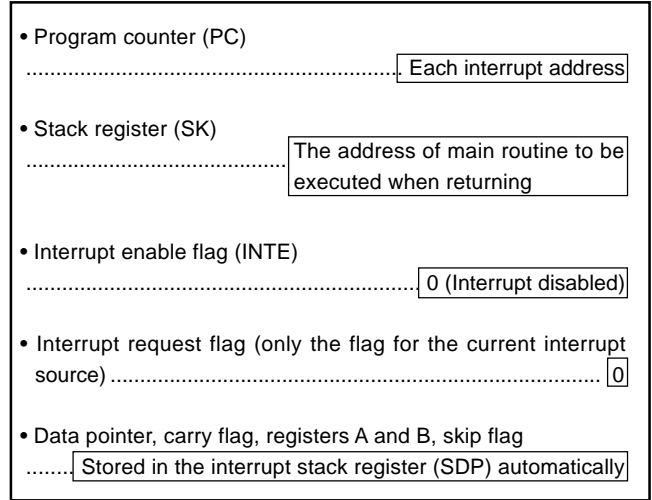 • Program counter (PC)
............................................................... Each interrupt address
• Stack register (SK)
............................................ The address of main routine to be
executed when returning
• Interrupt enable flag (INTE)
.................................................................. 0 (Interrupt disabled)
• Interrupt request flag (only the flag for the current interrupt
source) .................................................................................. 0
• Data pointer, carry flag, registers A and B, skip flag
........ Stored in the interrupt stack register (SDP) automatically